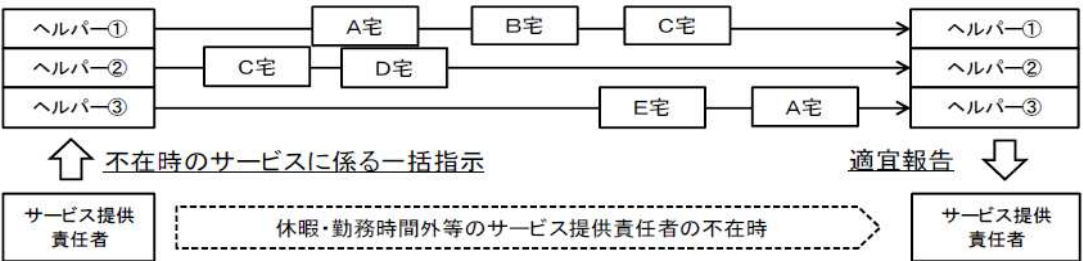 ヘルパー① A宅 B宅 C宅 ヘルパー①
ヘルパー② C宅 D宅 ヘルパー②
ヘルパー③ E宅 A宅 ヘルパー③
不在時のサービスに係る一括指示 適宜報告
サービス提供
責任者
休暇・勤務時間外等のサービス提供責任者の不在時
サービス提供
責任者